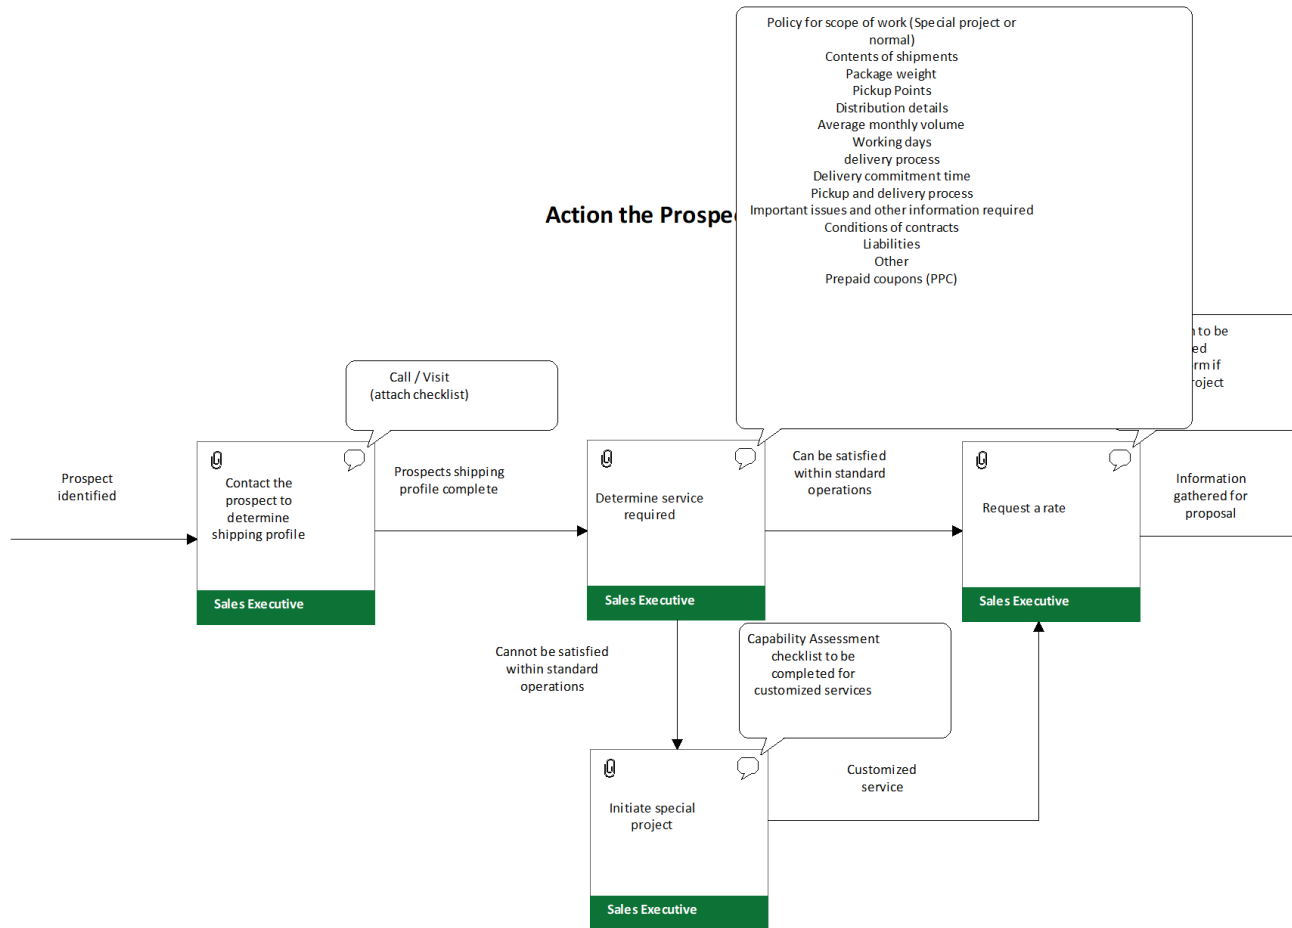 Policy for scope of work (Special project or
normal)
Contents of shipments
Package weight
Pickup Points
Distribution details
Average monthly volume
Working days
delivery process
Delivery commitment time
Pickup and delivery process
Important issues and other information required
Conditions of contracts
Liabilities
Other
Prepaid coupons (PPC)
Action the
to be
if
Call / Visit
(attach checklist)
Prospect
identified
Contact the
prospect to
determine
shipping profile
Sales Executive
Prospects shipping
profile complete
Determine service
required
Sales Executive
Can be satisfied
within standard
operations
Request a rate
Sales Executive
Information
gathered for
proposal
Cannot be satisfied
within standard
operations
Capability Assessment
checklist to be
completed for
customized services
Initiate special
project
Sales Executive
Customized
service